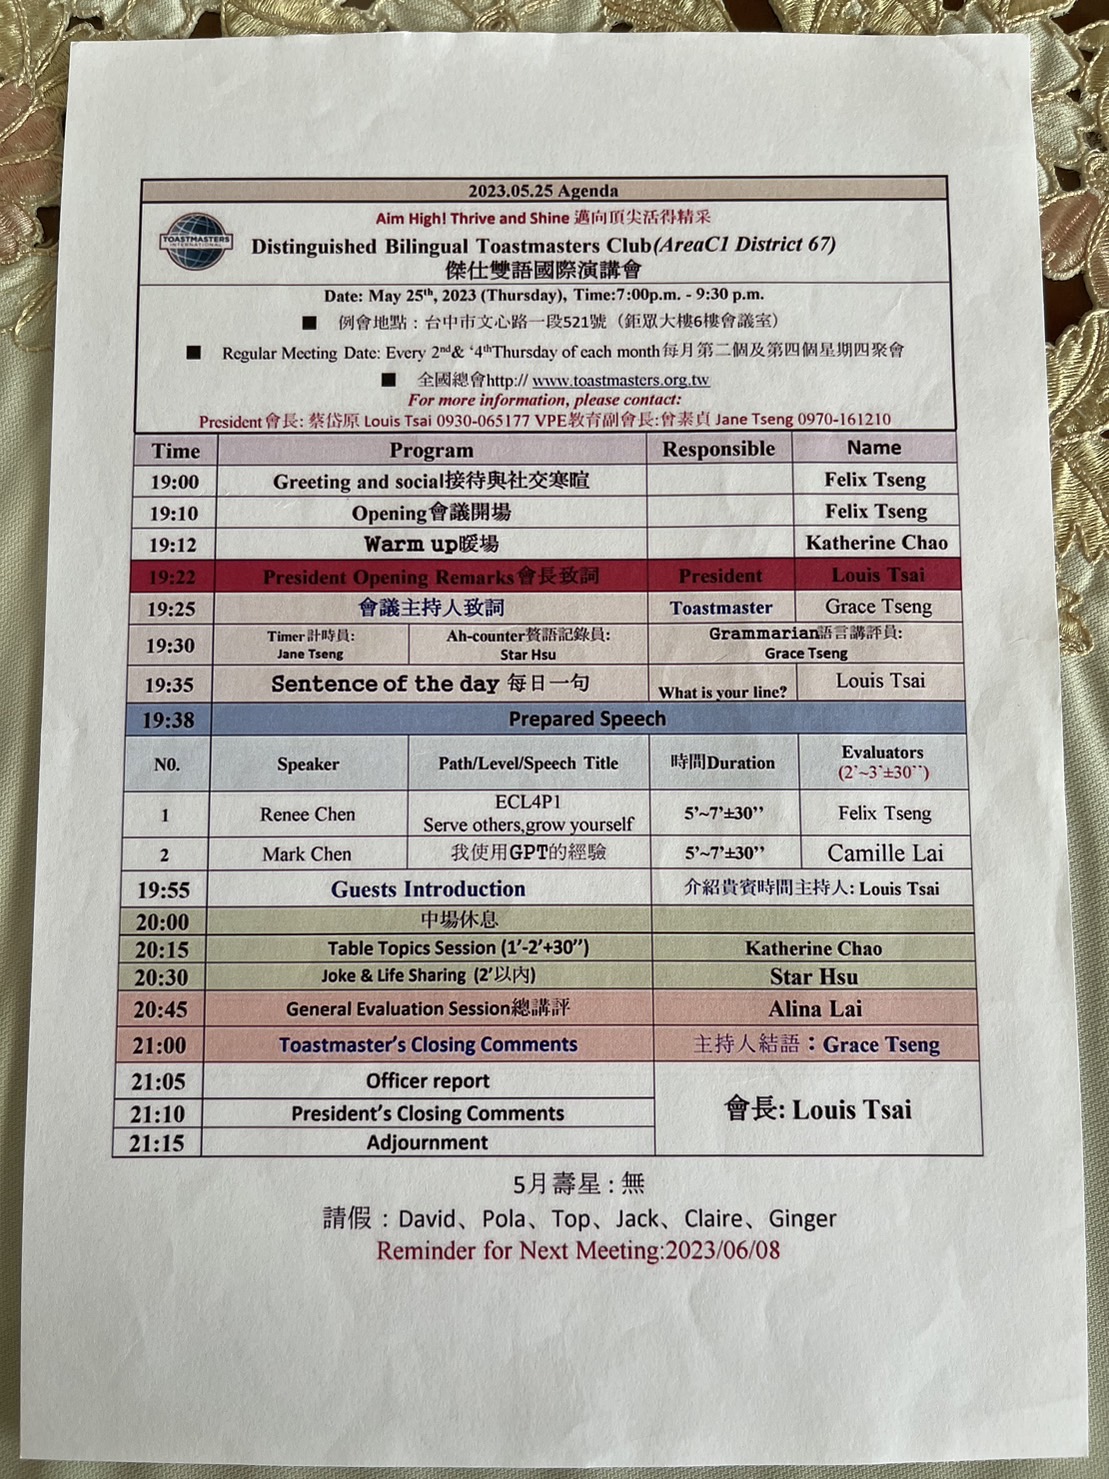 2023.05.25 Agenda
TOASTMASTERS
INTERNATIONAL
Aim High! Thrive and Shine 邁向頂尖活得精采
Distinguished Bilingual Toastmasters Club(AreaC1 District 67)
傑仕雙語國際演講會
Date: May 25th, 2023 (Thursday), Time:7:00p.m. - 9:30 p.m.
■ 例會地點：台中市文心路一段521號（鉅眾大樓6樓會議室）
■ Regular Meeting Date: Every 2nd& ‘4thThursday of each month每月第二個及第四個星期四聚會
■ 全國總會http:// www.toastmasters.org.tw
For more information, please contact:
President會長: 蔡岱原 Louis Tsai 0930-065177 VPE教育副會長:曾素貞 Jane Tseng 0970-161210
Time Program Responsible Name
19:00 Greeting and social接待與社交寒暄 Felix Tseng
19:10 Opening會議開場 Felix Tseng
19:12 Warm up暖場 Katherine Chao
19:22 President Opening Remarks會長致詞 President Louis Tsai
19:25 會議主持人致詞 Toastmaster Grace Tseng
19:30 Timer計時員: Ah-counter贅語記錄員: Grammarian語言講評員:
Jane Tseng Star Hsu Grace Tseng
19:35 Sentence of the day 每日一句 What is your line? Louis Tsai
19:38 Prepared Speech
N0. Speaker Path/Level/Speech Title 時間Duration Evaluators
(2’~3’±30’’)
1 Renee Chen ECL4P1 5’~7’±30’’ Felix Tseng
Serve others,grow yourself
2 Mark Chen 我使用GPT的經驗 5’~7’±30’’ Camille Lai
19:55 Guests Introduction 介紹貴賓時間主持人: Louis Tsai
20:00 中場休息
20:15 Table Topics Session (1’-2’+30’’) Katherine Chao
20:30 Joke & Life Sharing (2’以內) Star Hsu
20:45 General Evaluation Session總講評 Alina Lai
21:00 Toastmaster’s Closing Comments 主持人結語：Grace Tseng
21:05 Officer report
21:10 President’s Closing Comments 會長: Louis Tsai
21:15 Adjournment
5月壽星 : 無
請假：David、Pola、Top、Jack、Claire、Ginger
Reminder for Next Meeting:2023/06/08